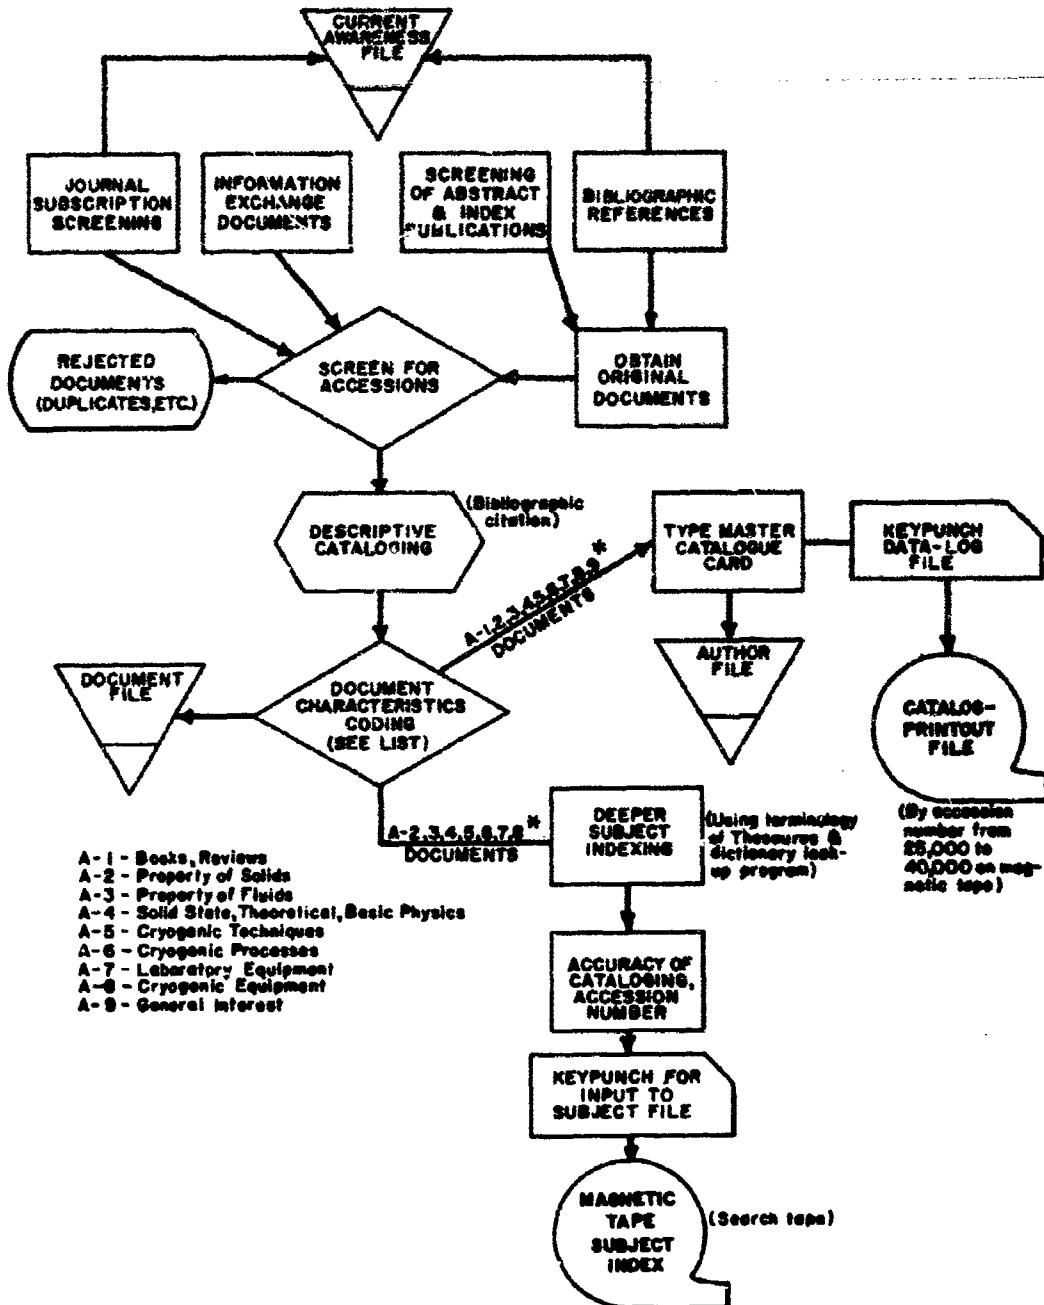 CURRENT
AWARENESS
FILE
JOURNAL
SUBSCRIPTION
SCREENING
INFORMATION
EXCHANGE
DOCUMENTS
SCREENING
OF ABSTRACT
& INDEX
PUBLICATIONS
BIBLIOGRAPHIC
REFERENCES
REJECTED
DOCUMENTS
(DUPLICATES, ETC.)
SCREEN FOR
ACCESSIONS
OBTAIN
ORIGINAL
DOCUMENTS
DESCRIPTIVE
CATALOGING
(Bibliographic
citation)
TYPE MASTER
CATALOGUE
CARD
KEYPUNCH
DATA-LOG
FILE
A-1,2,3,4,5,6,7,8,9 *
DOCUMENTS
DOCUMENT
FILE
DOCUMENT
CHARACTERISTICS
CODING
(SEE LIST)
AUTHOR
FILE
CATALOG-
PRINTOUT
FILE
(By accession
number from
25,000 to
40,000 on mag-
netic tape)
A-2,3,4,5,6,7,8 *
DOCUMENTS
DEEPER
SUBJECT
INDEXING
(Using terminology
of Thesaurus &
dictionary look-
up program)
A-1 - Books, Reviews
A-2 - Property of Solids
A-3 - Property of Fluids
A-4 - Solid State, Theoretical, Basic Physics
A-5 - Cryogenic Techniques
A-6 - Cryogenic Processes
A-7 - Laboratory Equipment
A-8 - Cryogenic Equipment
A-9 - General Interest
ACCURACY OF
CATALOGING,
ACCESSION
NUMBER
KEYPUNCH FOR
INPUT TO
SUBJECT FILE
MAGNETIC
TAPE
SUBJECT
INDEX
(Search tape)